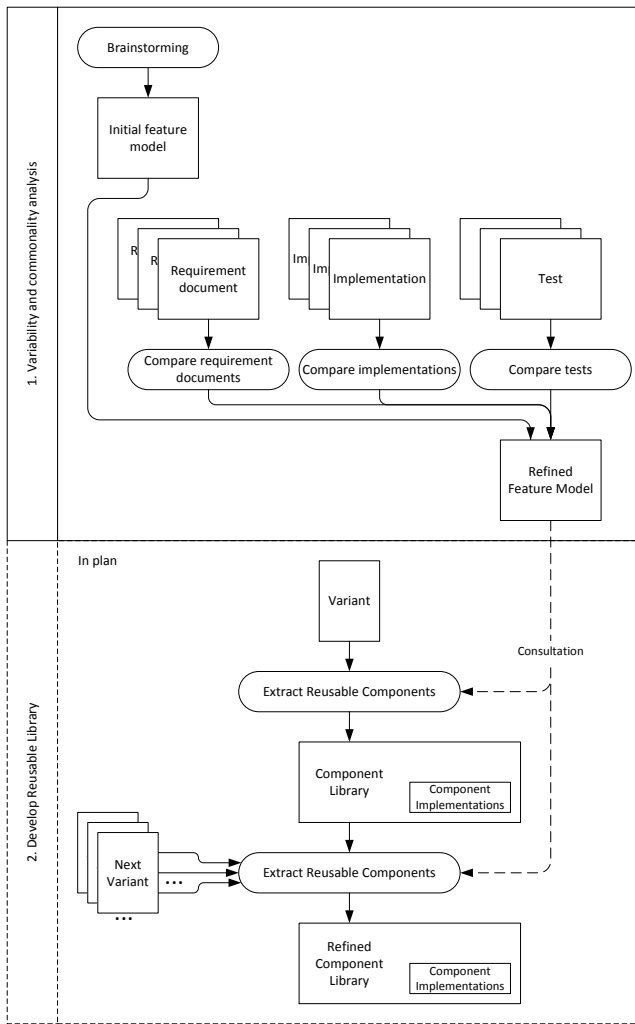 1. Variability and commonality analysis
Brainstorming
Initial feature
model
R
R
Requirement
document
Imp
Imp
Implementation
Test
Compare requirement
documents
Compare implementations
Compare tests
Refined
Feature Model
2. Develop Reusable Library
In plan
Variant
Consultation
Extract Reusable Components
Component
Library
Component
Implementations
Next
Variant
...
...
Extract Reusable Components
Refined
Component
Library
Component
Implementations